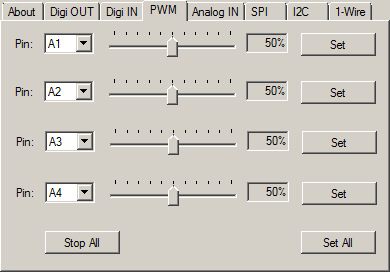 About Digi OUT Digi IN PWM Analog IN SPI I2C 1-Wire
Pin: A1 50% Set
Pin: A2 50% Set
Pin: A3 50% Set
Pin: A4 50% Set
Stop All Set All